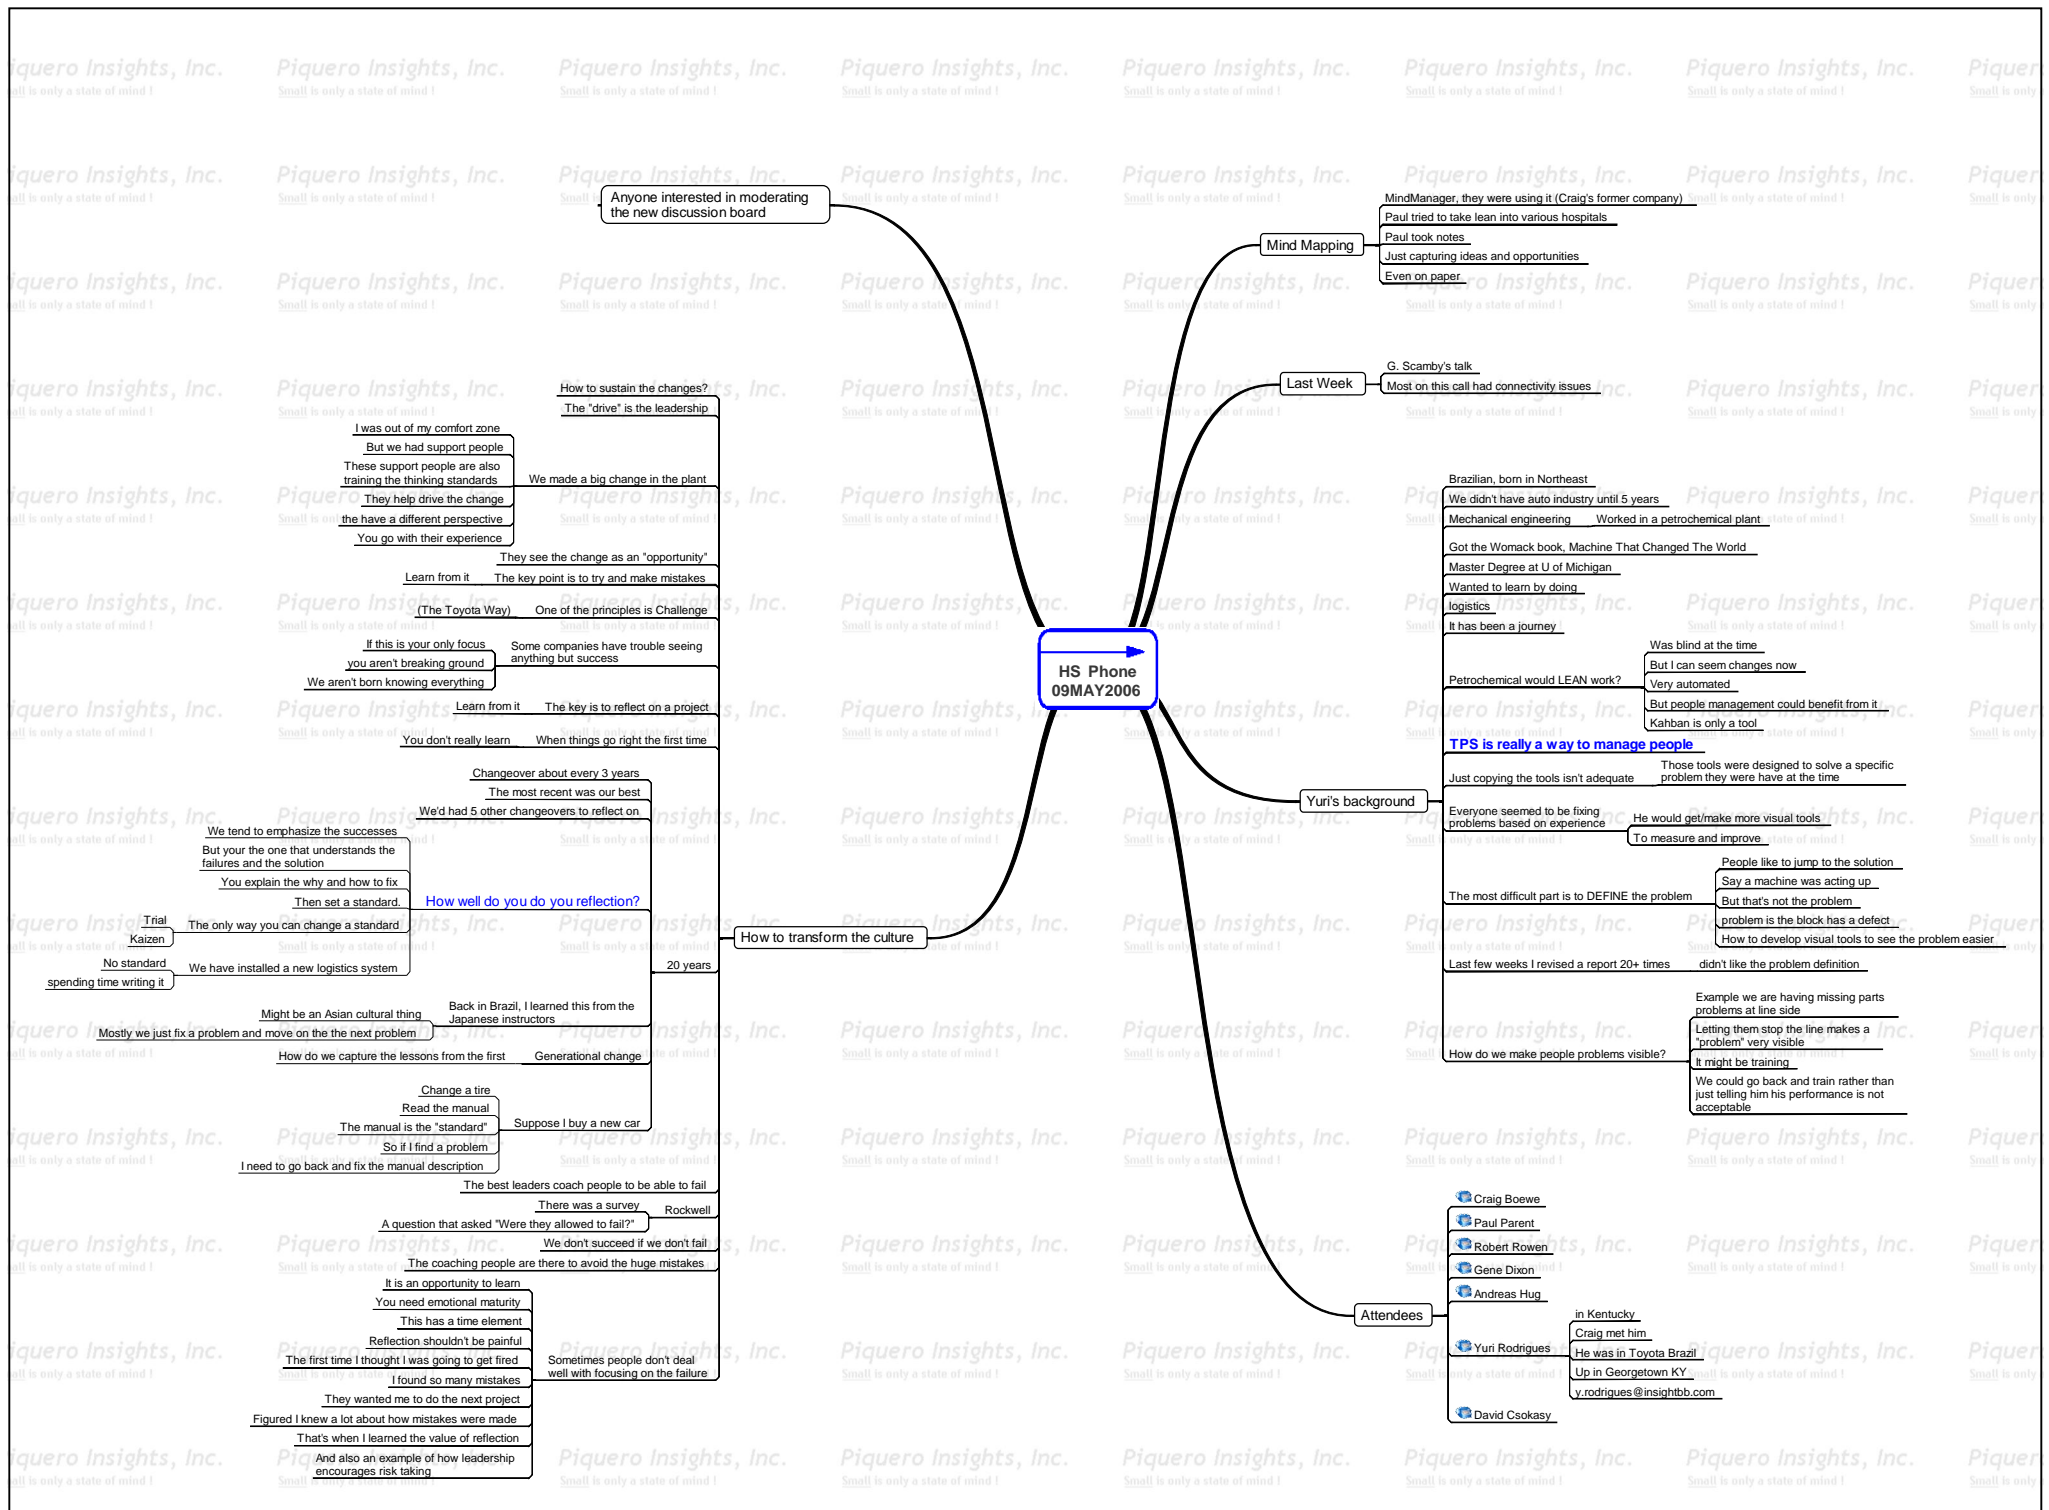 Piquero Insights, Inc.
Small is only a state of mind !
HS Phone
09MAY2006
Anyone interested in moderating
the new discussion board
Mind Mapping
MindManager, they were using it (Craig's former company)
Paul tried to take lean into various hospitals
Paul took notes
Just capturing ideas and opportunities
Even on paper
Last Week
G. Scamby's talk
Most on this call had connectivity issues
Yuri's background
Brazilian, born in Northeast
We didn't have auto industry until 5 years
Mechanical engineering
Worked in a petrochemical plant
Got the Womack book, Machine That Changed The World
Master Degree at U of Michigan
Wanted to learn by doing
logistics
It has been a journey
Petrochemical would LEAN work?
Was blind at the time
But I can seem changes now
Very automated
But people management could benefit from it
Kahban is only a tool
TPS is really a way to manage people
Just copying the tools isn't adequate
Those tools were designed to solve a specific
problem they were have at the time
Everyone seemed to be fixing
problems based on experience
He would get/make more visual tools
To measure and improve
The most difficult part is to DEFINE the problem
People like to jump to the solution
Say a machine was acting up
But that's not the problem
problem is the block has a defect
How to develop visual tools to see the problem easier
Last few weeks I revised a report 20+ times
didn't like the problem definition
How do we make people problems visible?
Example we are having missing parts
problems at line side
Letting them stop the line makes a
"problem" very visible
It might be training
We could go back and train rather than
just telling him his performance is not
acceptable
Attendees
Craig Boewe
Paul Parent
Robert Rowen
Gene Dixon
Andreas Hug
Yuri Rodrigues
in Kentucky
Craig met him
He was in Toyota Brazil
Up in Georgetown KY
y.rodrigues@insightbb.com
David Csokasy
How to transform the culture
How to sustain the changes?
The "drive" is the leadership
We made a big change in the plant
I was out of my comfort zone
But we had support people
These support people are also
training the thinking standards
They help drive the change
the have a different perspective
You go with their experience
They see the change as an "opportunity"
The key point is to try and make mistakes
Learn from it
One of the principles is Challenge
(The Toyota Way)
Some companies have trouble seeing
anything but success
If this is your only focus
you aren't breaking ground
We aren't born knowing everything
The key is to reflect on a project
Learn from it
When things go right the first time
You don't really learn
20 years
Changeover about every 3 years
The most recent was our best
We'd had 5 other changeovers to reflect on
How well do you do you reflection?
We tend to emphasize the successes
But your the one that understands the
failures and the solution
You explain the why and how to fix
Then set a standard.
The only way you can change a standard
Trial
Kaizen
We have installed a new logistics system
No standard
spending time writing it
Back in Brazil, I learned this from the
Japanese instructors
Might be an Asian cultural thing
Mostly we just fix a problem and move on the the next problem
Generational change
How do we capture the lessons from the first
Suppose I buy a new car
Change a tire
Read the manual
The manual is the "standard"
So if I find a problem
I need to go back and fix the manual description
The best leaders coach people to be able to fail
Rockwell
There was a survey
A question that asked "Were they allowed to fail?"
We don't succeed if we don't fail
The coaching people are there to avoid the huge mistakes
Sometimes people don't deal
well with focusing on the failure
It is an opportunity to learn
You need emotional maturity
This has a time element
Reflection shouldn't be painful
The first time I thought I was going to get fired
I found so many mistakes
They wanted me to do the next project
Figured I knew a lot about how mistakes were made
That's when I learned the value of reflection
And also an example of how leadership
encourages risk taking